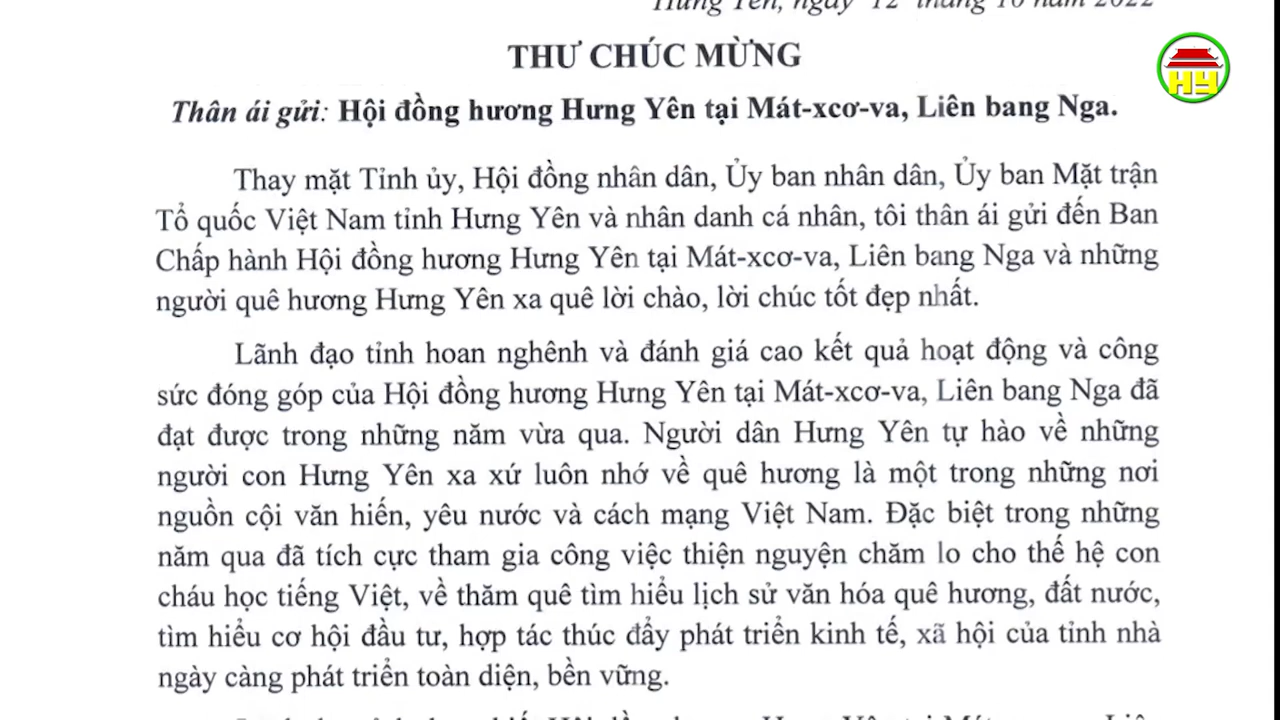 Hưng Yên, ngày 12 tháng 10 năm 2022
THƯ CHÚC MỪNG
HY
Thân ái gửi: Hội đồng hương Hưng Yên tại Mát-xcơ-va, Liên bang Nga.
Thay mặt Tỉnh ủy, Hội đồng nhân dân, Ủy ban nhân dân, Ủy ban Mặt trận
Tổ quốc Việt Nam tỉnh Hưng Yên và nhân danh cá nhân, tôi thân ái gửi đến Ban
Chấp hành Hội đồng hương Hưng Yên tại Mát-xcơ-va, Liên bang Nga và những
người quê hương Hưng Yên xa quê lời chào, lời chúc tốt đẹp nhất.
Lãnh đạo tỉnh hoan nghênh và đánh giá cao kết quả hoạt động và công
sức đóng góp của Hội đồng hương Hưng Yên tại Mát-xcơ-va, Liên bang Nga đã
đạt được trong những năm vừa qua. Người dân Hưng Yên tự hào về những
người con Hưng Yên xa xứ luôn nhớ về quê hương là một trong những nơi
nguồn cội văn hiến, yêu nước và cách mạng Việt Nam. Đặc biệt trong những
năm qua đã tích cực tham gia công việc thiện nguyện chăm lo cho thế hệ con
cháu học tiếng Việt, về thăm quê tìm hiểu lịch sử văn hóa quê hương, đất nước,
tìm hiểu cơ hội đầu tư, hợp tác thúc đẩy phát triển kinh tế, xã hội của tỉnh nhà
ngày càng phát triển toàn diện, bền vững.